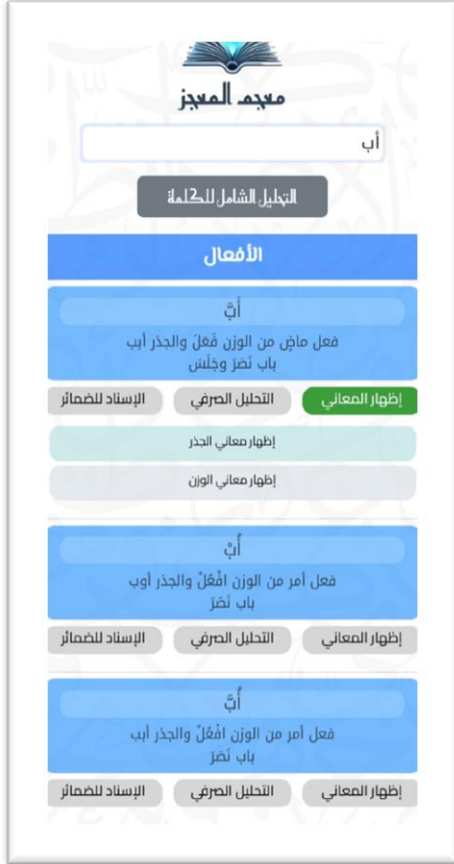 معجم المعجز
أب
التحليل الشامل للكلمة
الأفعال
أَبَّ
فعل ماضٍ من الوزن فَعَلَ والجذر أبب
باب نَصَرَ وجَلَسَ
إظهار المعاني التحليل الصرفي الإسناد للضمائر
إظهار معاني الجذر
إظهار معاني الوزن
أُبْ
فعل أمر من الوزن افْعُلْ والجذر أوب
باب نَصَرَ
إظهار المعاني التحليل الصرفي الإسناد للضمائر
أُبَّ
فعل أمر من الوزن افْعُلْ والجذر أبب
باب نَصَرَ
إظهار المعاني التحليل الصرفي الإسناد للضمائر